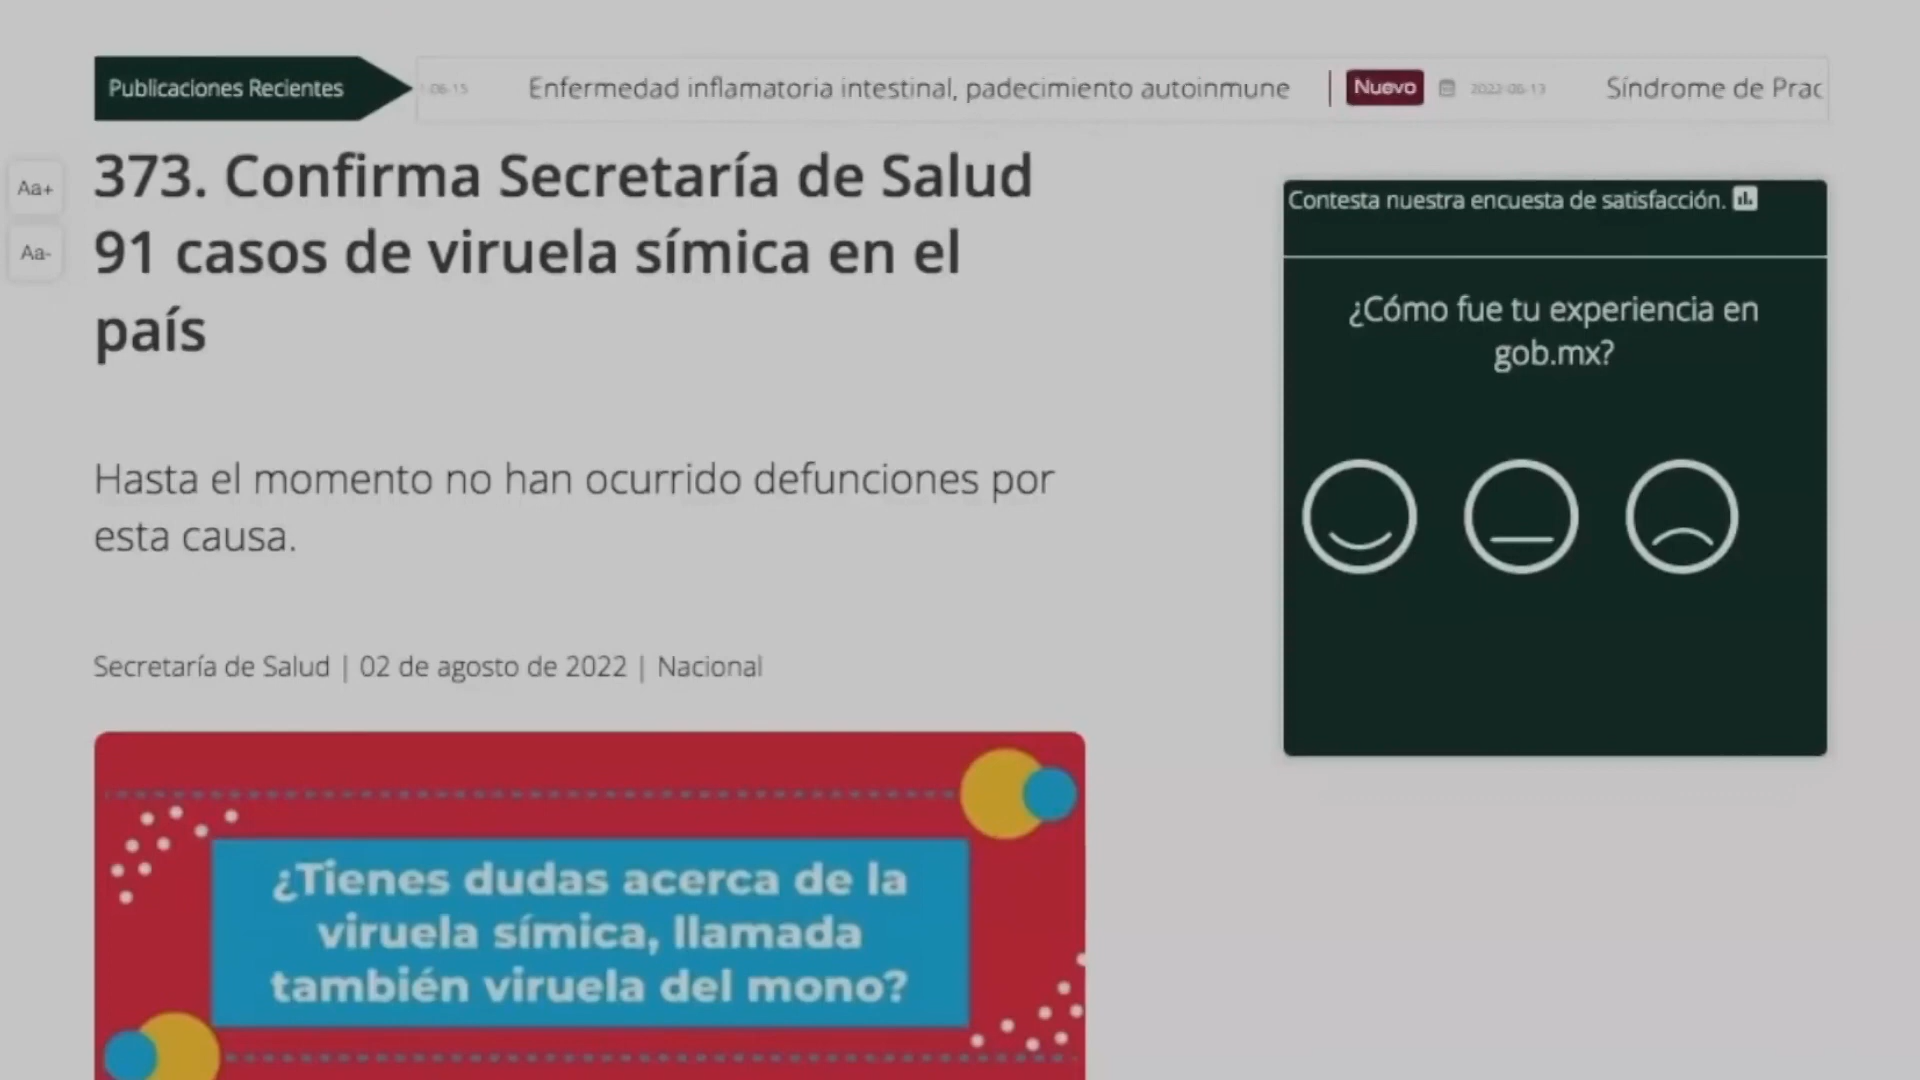 Publicaciones Recientes
Enfermedad inflamatoria intestinal, padecimiento autoinmune
Nuevo
Síndrome de Prac
Aa+
Aa-
373. Confirma Secretaría de Salud
91 casos de viruela símica en el
país
Hasta el momento no han ocurrido defunciones por
esta causa.
Secretaría de Salud | 02 de agosto de 2022 | Nacional
Contesta nuestra encuesta de satisfacción.
¿Cómo fue tu experiencia en
gob.mx?
¿Tienes dudas acerca de la
viruela símica, llamada
también viruela del mono?